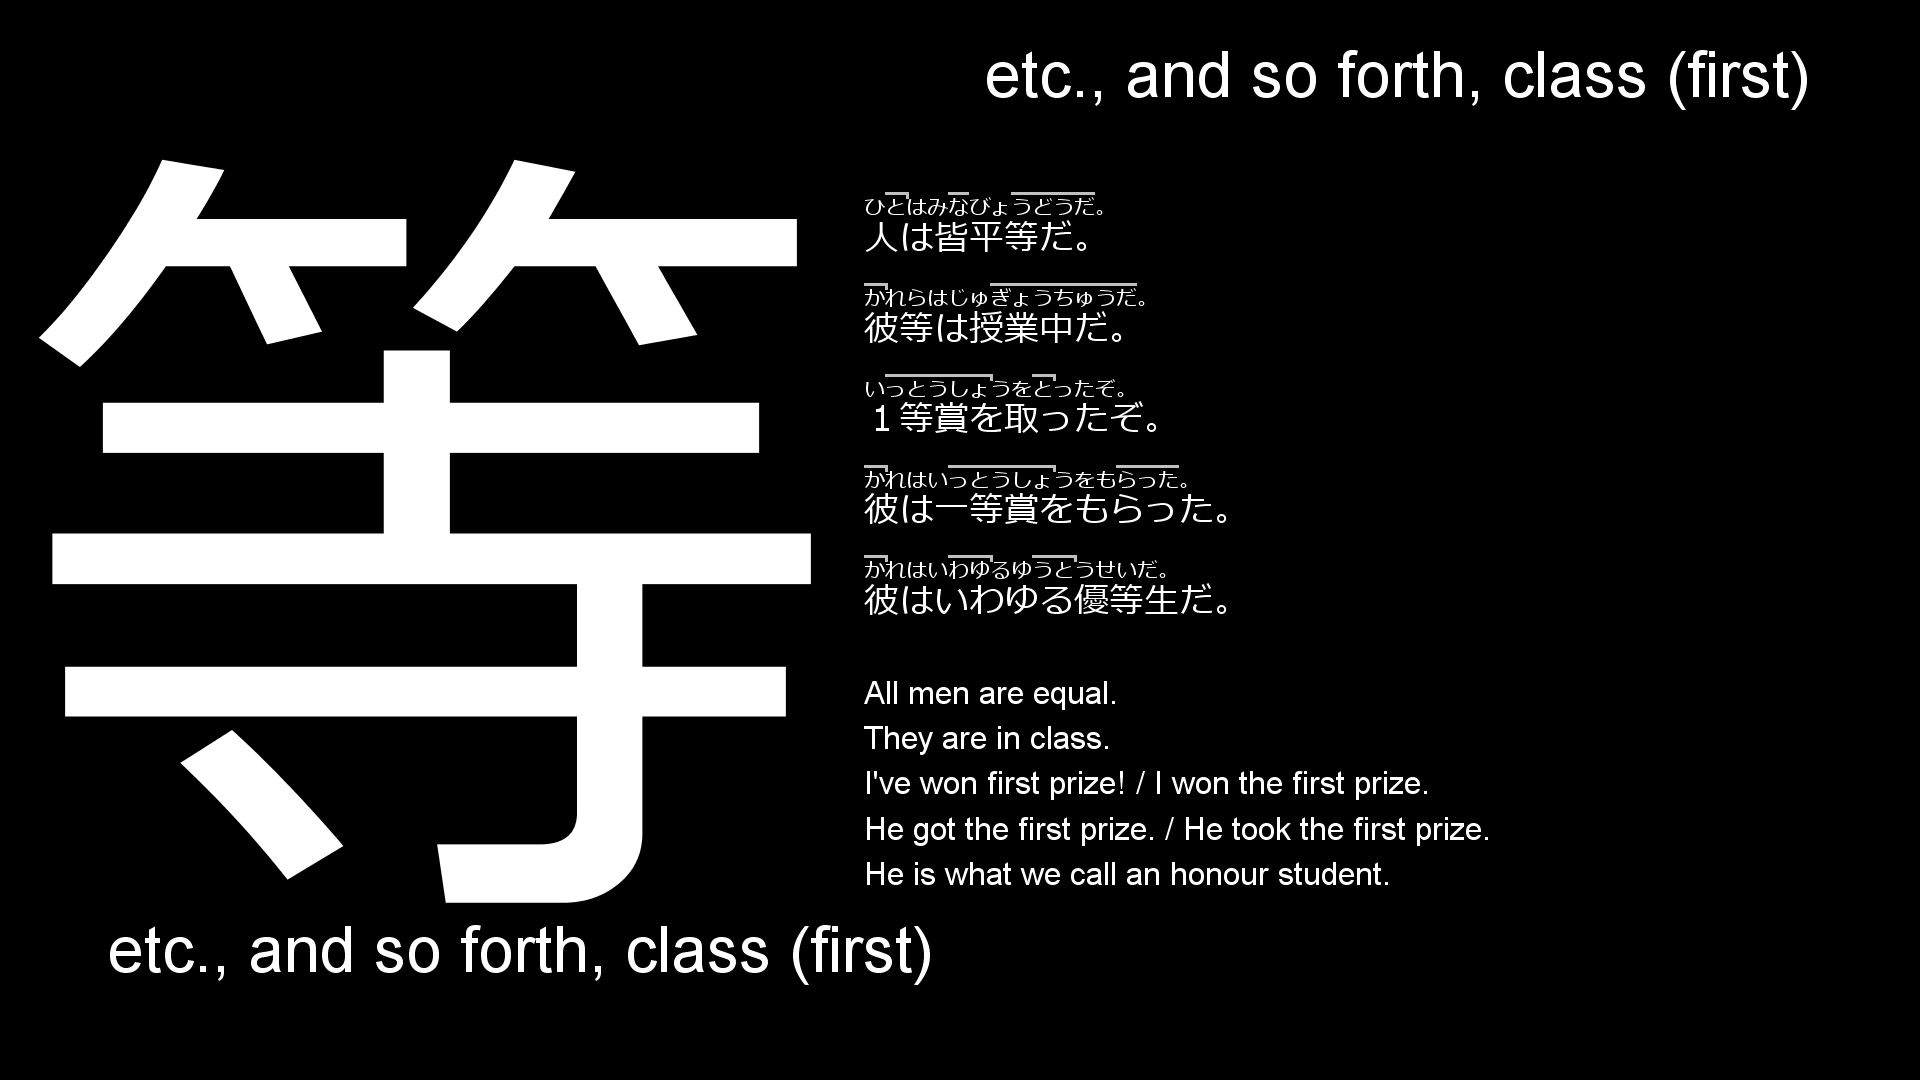 etc., and so forth, class (first)
等
ひとはみなびょうどうだ。
人は皆平等だ。
かれらはじゅぎょうちゅうだ。
彼等は授業中だ。
いっとうしょうをとったぞ。
１等賞を取ったぞ。
かれはいっとうしょうをもらった。
彼は一等賞をもらった。
かれはいわゆるゆうとうせいだ。
彼はいわゆる優等生だ。
All men are equal.
They are in class.
I've won first prize! / I won the first prize.
He got the first prize. / He took the first prize.
He is what we call an honour student.
etc., and so forth, class (first)